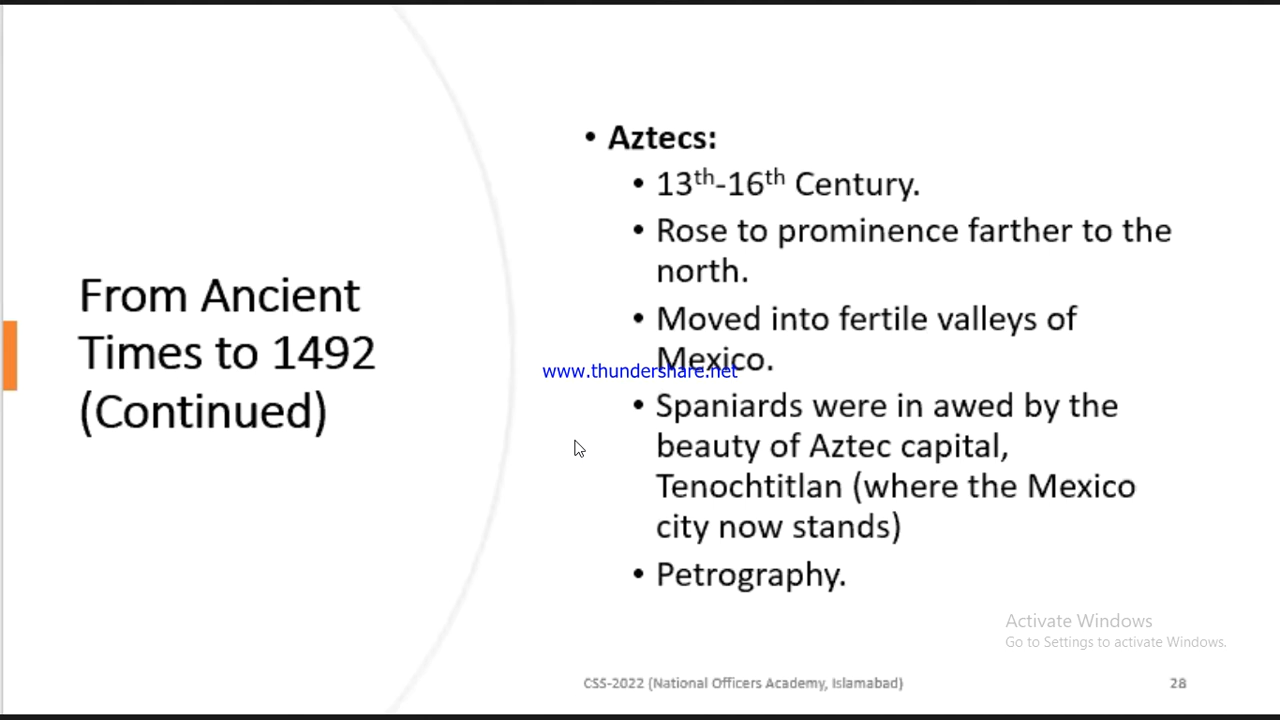 From Ancient
Times to 1492
(Continued)
• Aztecs:
• 13th-16th Century.
• Rose to prominence farther to the
north.
• Moved into fertile valleys of
Mexico.
www.thundershare.net
• Spaniards were in awed by the
beauty of Aztec capital,
Tenochtitlan (where the Mexico
city now stands)
• Petrography.
Activate Windows
Go to Settings to activate Windows.
CSS-2022 (National Officers Academy, Islamabad)
28